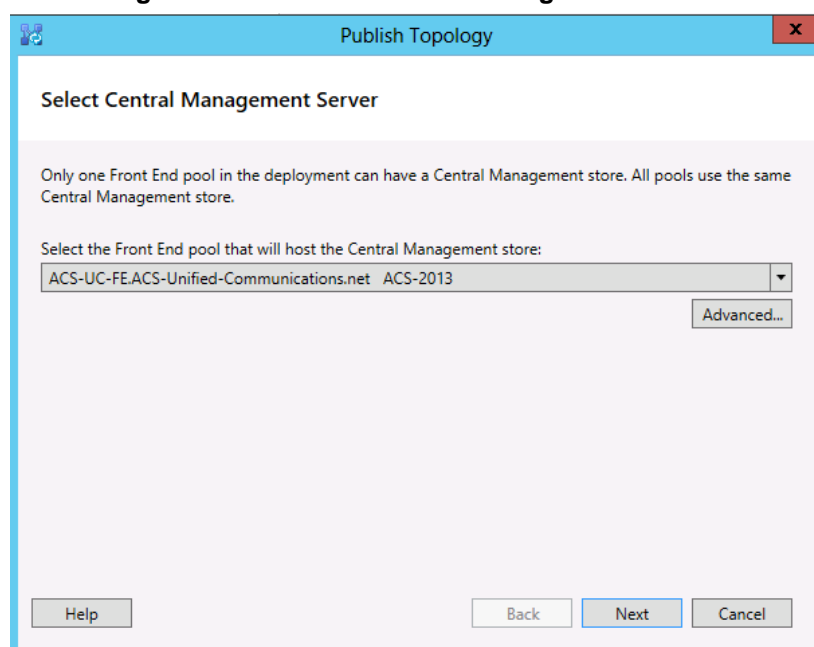 Publish Topology
x
Select Central Management Server
Only one Front End pool in the deployment can have a Central Management store. All pools use the same
Central Management store.
Select the Front End pool that will host the Central Management store:
ACS-UC-FE.ACS-Unified-Communications.net ACS-2013
Advanced...
Help Back Next Cancel